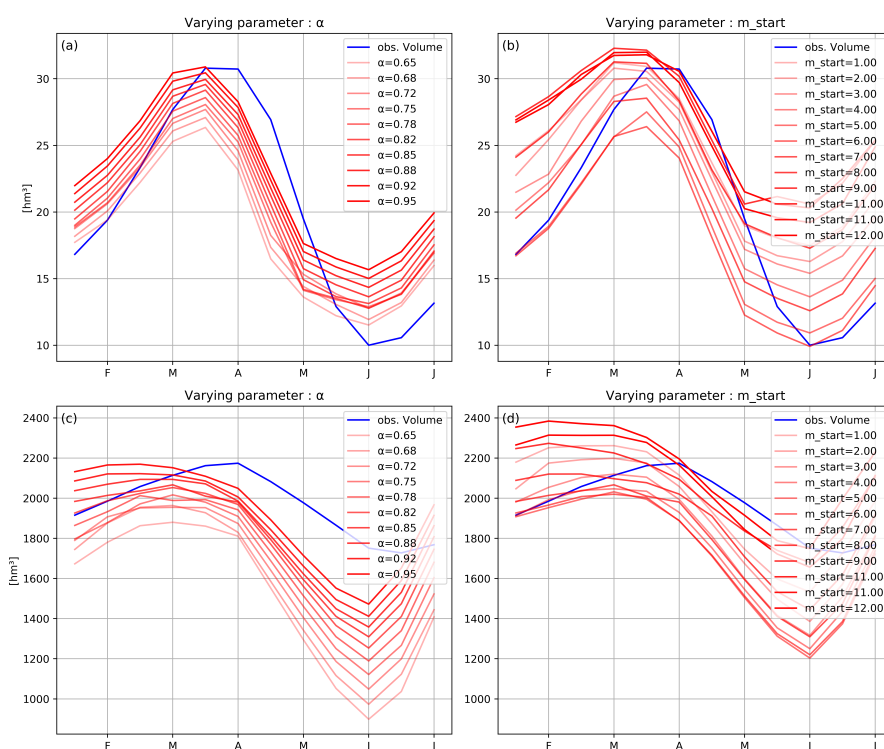 Varying parameter : α
(a)
obs. Volume
α=0.65
α=0.68
α=0.72
α=0.75
α=0.78
α=0.82
α=0.85
α=0.88
α=0.92
α=0.95
[hm³]
30
25
20
15
10
F M A M J J
Varying parameter : m_start
(b)
obs. Volume
m_start=1.00
m_start=2.00
m_start=3.00
m_start=4.00
m_start=5.00
m_start=6.00
m_start=7.00
m_start=8.00
m_start=9.00
m_start=11.00
m_start=11.00
m_start=12.00
30
25
20
15
10
F M A M J J
Varying parameter : α
(c)
obs. Volume
α=0.65
α=0.68
α=0.72
α=0.75
α=0.78
α=0.82
α=0.85
α=0.88
α=0.92
α=0.95
[hm³]
2400
2200
2000
1800
1600
1400
1200
1000
F M A M J J
Varying parameter : m_start
(d)
obs. Volume
m_start=1.00
m_start=2.00
m_start=3.00
m_start=4.00
m_start=5.00
m_start=6.00
m_start=7.00
m_start=8.00
m_start=9.00
m_start=11.00
m_start=11.00
m_start=12.00
2400
2200
2000
1800
1600
1400
1200
1000
F M A M J J